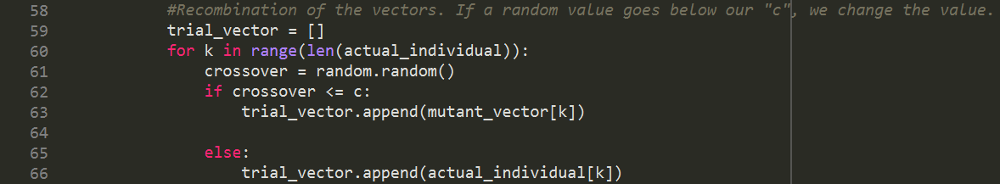 58 #Recombination of the vectors. If a random value goes below our "c", we change the value.
59 trial_vector = []
60 for k in range(len(actual_individual)):
61 crossover = random.random()
62 if crossover <= c:
63 trial_vector.append(mutant_vector[k])
64
65 else:
66 trial_vector.append(actual_individual[k])